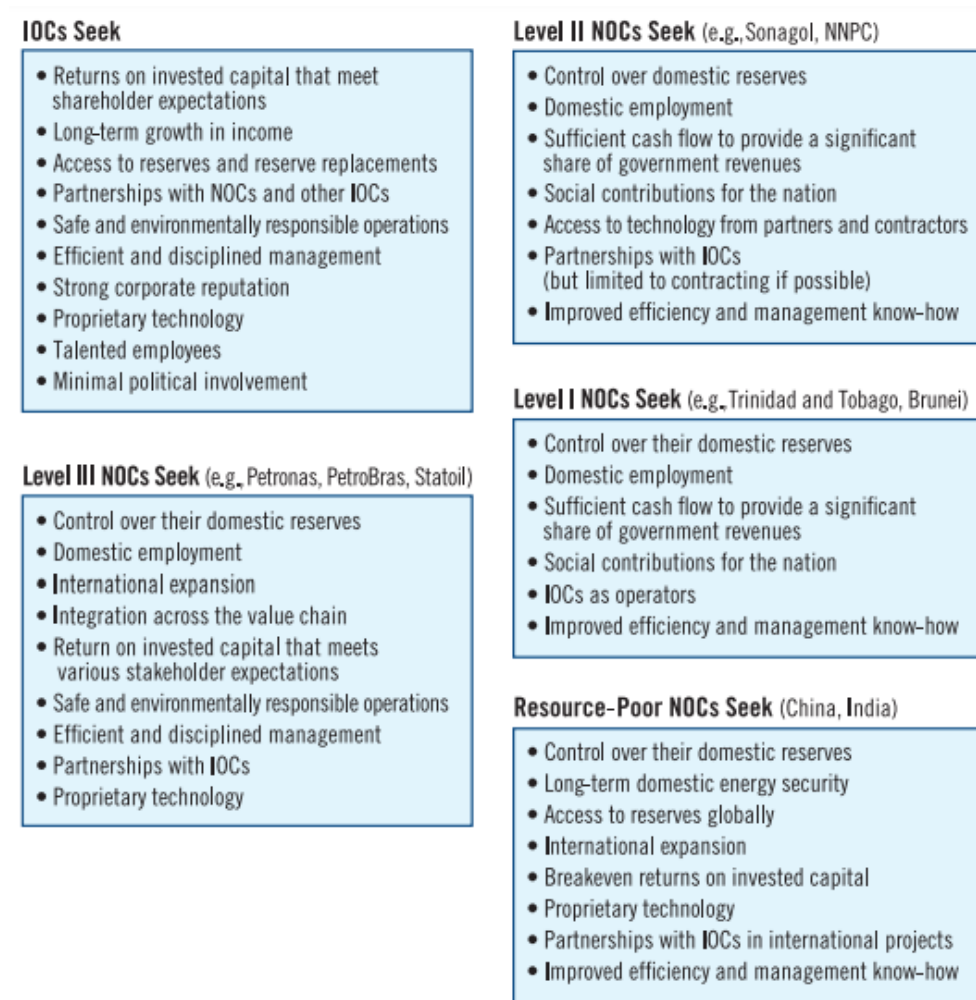 IOCs Seek
• Returns on invested capital that meet
shareholder expectations
• Long-term growth in income
• Access to reserves and reserve replacements
• Partnerships with NOCs and other IOCs
• Safe and environmentally responsible operations
• Efficient and disciplined management
• Strong corporate reputation
• Proprietary technology
• Talented employees
• Minimal political involvement
Level III NOCs Seek (e.g., Petronas, PetroBras, Statoil)
• Control over their domestic reserves
• Domestic employment
• International expansion
• Integration across the value chain
• Return on invested capital that meets
various stakeholder expectations
• Safe and environmentally responsible operations
• Efficient and disciplined management
• Partnerships with IOCs
• Proprietary technology
Level II NOCs Seek (e.g., Sonagol, NNPC)
• Control over domestic reserves
• Domestic employment
• Sufficient cash flow to provide a significant
share of government revenues
• Social contributions for the nation
• Access to technology from partners and contractors
• Partnerships with IOCs
(but limited to contracting if possible)
• Improved efficiency and management know-how
Level I NOCs Seek (e.g., Trinidad and Tobago, Brunei)
• Control over their domestic reserves
• Domestic employment
• Sufficient cash flow to provide a significant
share of government revenues
• Social contributions for the nation
• IOCs as operators
• Improved efficiency and management know-how
Resource-Poor NOCs Seek (China, India)
• Control over their domestic reserves
• Long-term domestic energy security
• Access to reserves globally
• International expansion
• Breakeven returns on invested capital
• Proprietary technology
• Partnerships with IOCs in international projects
• Improved efficiency and management know-how